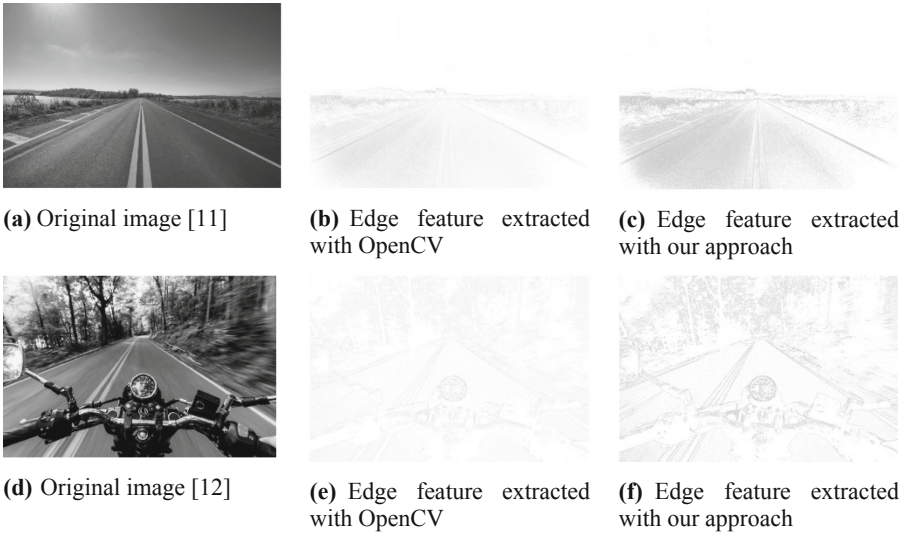 (a) Original image [11]
(b) Edge feature extracted
with OpenCV
(c) Edge feature extracted
with our approach
(d) Original image [12]
(e) Edge feature extracted
with OpenCV
(f) Edge feature extracted
with our approach